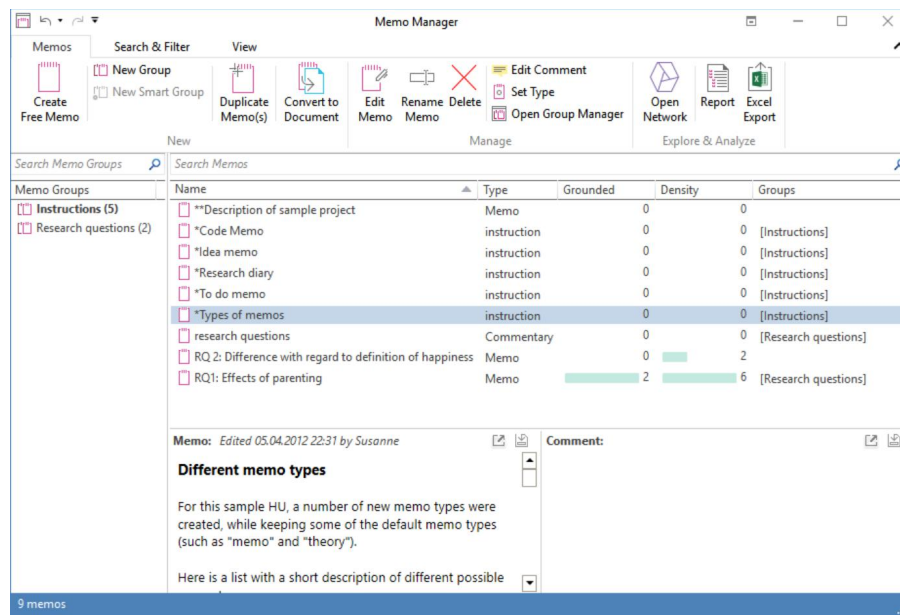 Memo Manager
Memos Search & Filter View
Create Free Memo
New Group
New Smart Group
Duplicate Memo(s)
Convert to Document
New
Edit Memo
Rename Memo
Delete
Edit Comment
Set Type
Open Group Manager
Manage
Open Network
Report
Excel Export
Explore & Analyze
Search Memo Groups
Search Memos
Memo Groups
Instructions (5)
Research questions (2)
Name Type Grounded Density Groups
**Description of sample project Memo 0 0
*Code Memo instruction 0 0 [Instructions]
*Idea memo instruction 0 0 [Instructions]
*Research diary instruction 0 0 [Instructions]
*To do memo instruction 0 0 [Instructions]
*Types of memos instruction 0 0 [Instructions]
research questions Commentary 0 0 [Research questions]
RQ 2: Difference with regard to definition of happiness Memo 0 2
RQ1: Effects of parenting Memo 2 6 [Research questions]
Memo: Edited 05.04.2012 22:31 by Susanne
Different memo types
For this sample HU, a number of new memo types were
created, while keeping some of the default memo types
(such as "memo" and "theory").
Here is a list with a short description of different possible
Comment:
9 memos